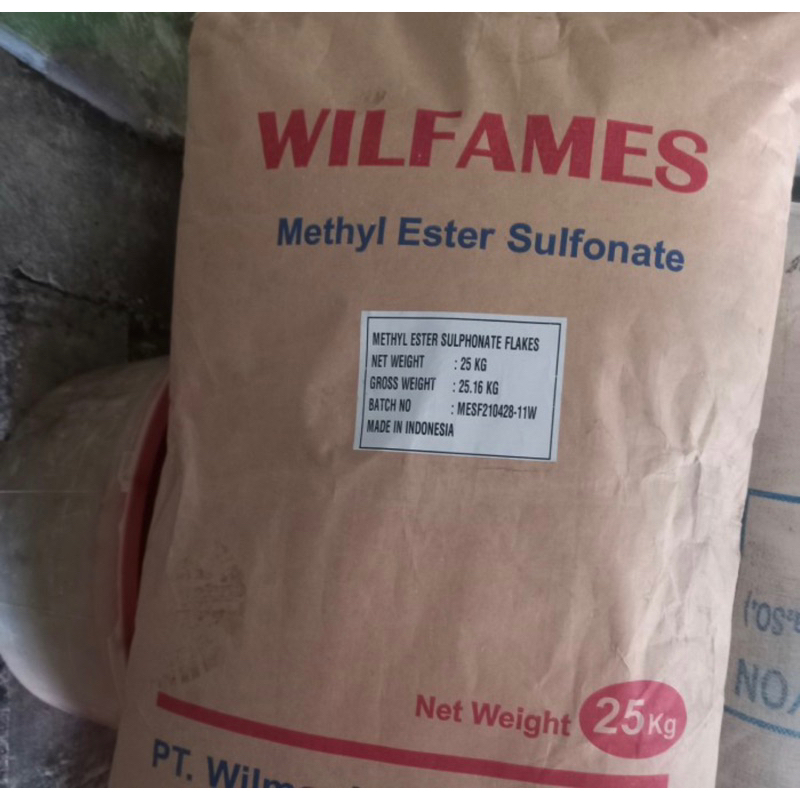 WILFAMES
Methyl Ester Sulfonate
METHYL ESTER SULPHONATE FLAKES
NET WEIGHT : 25 KG
GROSS WEIGHT : 25.16 KG
BATCH NO : MESF210428-11W
MADE IN INDONESIA
Net Weight 25Kg
PT.